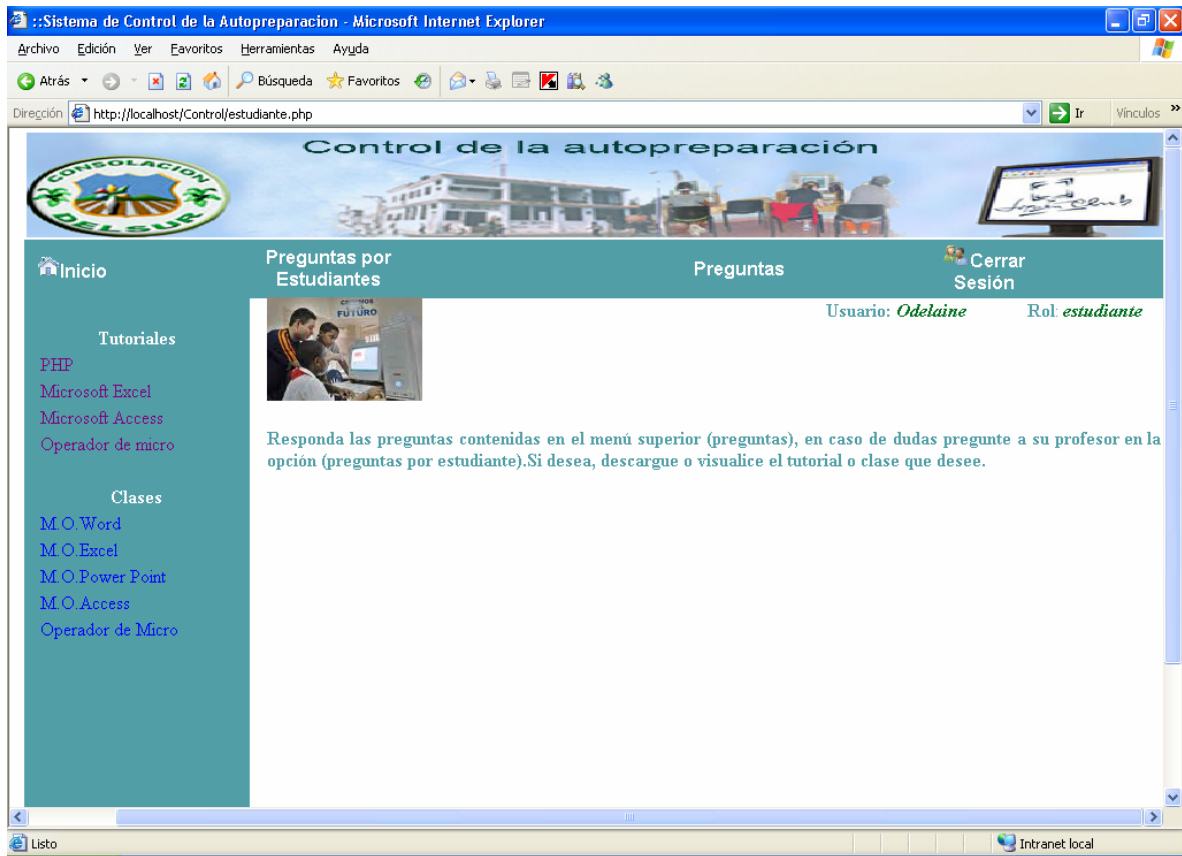 ::Sistema de Control de la Autopreparacion - Microsoft Internet Explorer
Archivo Edición Ver Favoritos Herramientas Ayuda
Atrás Búsqueda Favoritos
Dirección http://localhost/Control/estudiante.php Ir Vínculos »
CONSOLACION
DEL SUR
Control de la autopreparación
Joven Club
Inicio
Preguntas por
Estudiantes
Preguntas
Cerrar
Sesión
Usuario: Odelaine Rol: estudiante
FUTURO
Tutoriales
PHP
Microsoft Excel
Microsoft Access
Operador de micro
Clases
M.O.Word
M.O.Excel
M.O.Power Point
M.O.Access
Operador de Micro
Responda las preguntas contenidas en el menú superior (preguntas), en caso de dudas pregunte a su profesor en la
opción (preguntas por estudiante).Si desea, descargue o visualice el tutorial o clase que desee.
Listo
Intranet local